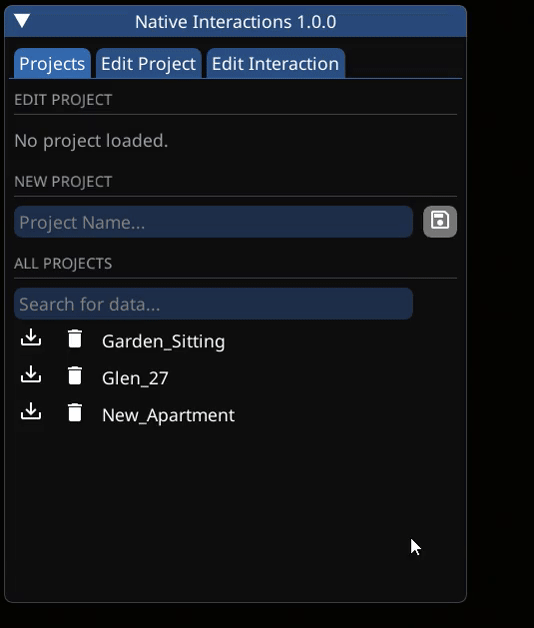 Native Interactions 1.0.0
Projects Edit Project Edit Interaction
EDIT PROJECT
No project loaded.
NEW PROJECT
Project Name...
ALL PROJECTS
Search for data...
Garden_Sitting
Glen_27
New_Apartment